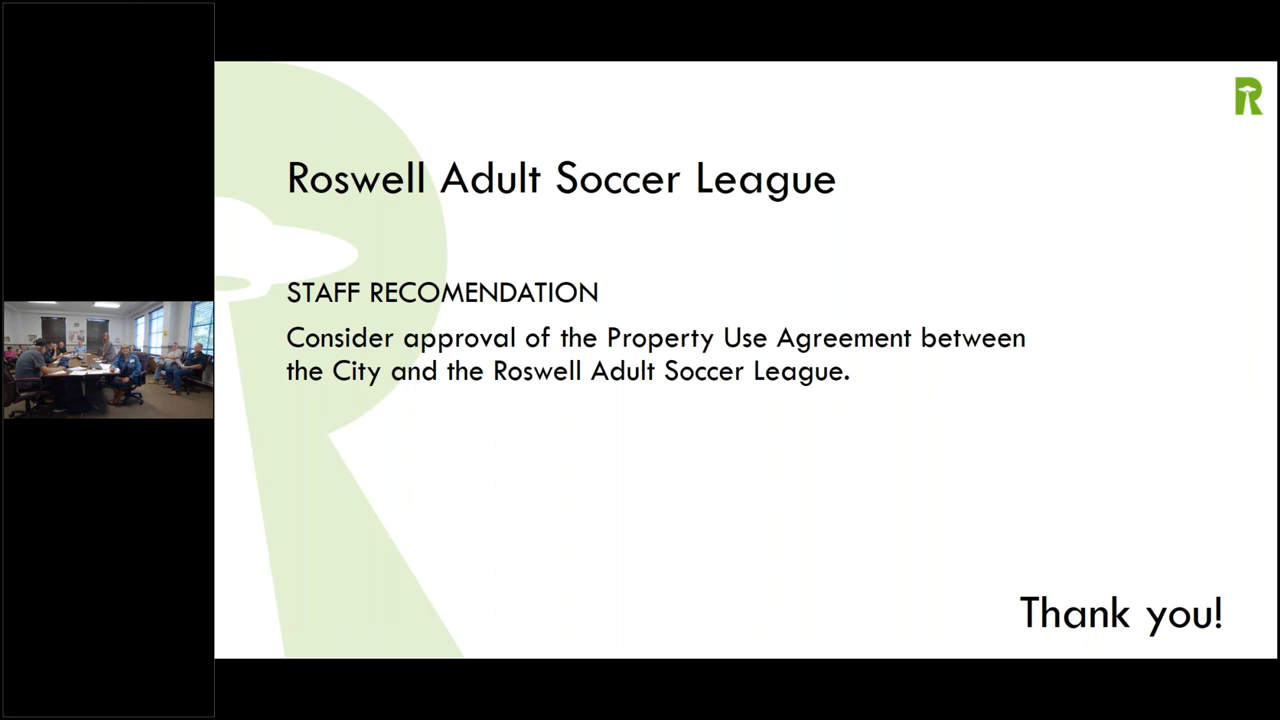 R
Roswell Adult Soccer League
STAFF RECOMENDATION
Consider approval of the Property Use Agreement between
the City and the Roswell Adult Soccer League.
Thank you!